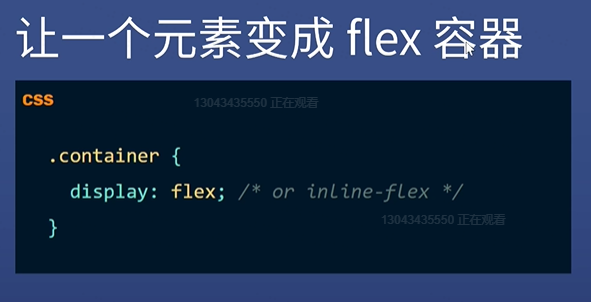 让一个元素变成 flex 容器
CSS
13043435550 正在观看
.container {
display: flex; /* or inline-flex */
13043435550 正在观看
}